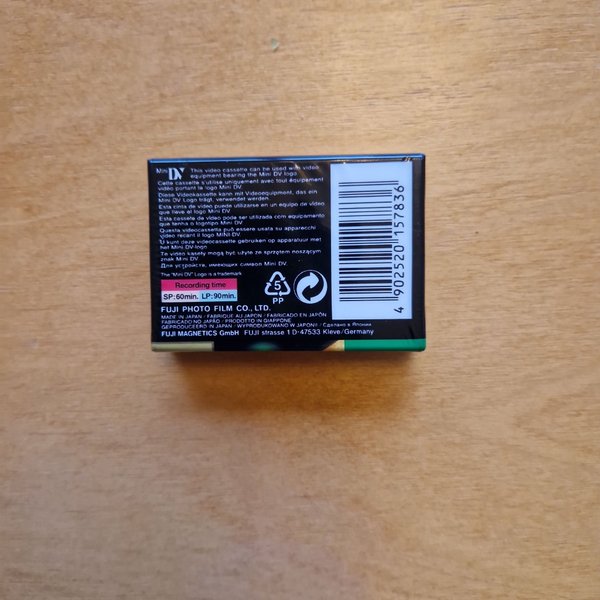 Mini DV This video cassette can be used with video
equipment bearing the Mini DV logo.
Cette cassette s'utilise uniquement avec tout équipement
vidéo portant le logo Mini DV.
Diese Videokassette kann mit Videoequipment, das ein
Mini DV Logo trägt, verwendet werden.
Esta cinta de video puede utilizarse en un equipo de video
que lleve el logo Mini DV.
Esta cassete de video pode ser utilizada com equipamento
que tenha o logotipo Mini DV.
Questa videocassetta può essere usata su apparecchi
video recant il logo MINI DV.
U kunt deze videocassette gebruiken op apparatuur met
het Mini DV-logo.
Te video kasety mogą być użyte ze sprzętem noszącym
znak Mini DV.
Для устройств, имеющих символ Mini DV.
The "Mini DV" Logo is a trademark.
Recording time
SP:60min. LP:90min.
5
PP
FUJI PHOTO FILM CO., LTD.
MADE IN JAPAN / FABRIQUE AU JAPON / FABRICADO EN JAPÓN
FABRICADO NO JAPÃO / PRODOTTO IN GIAPPONE
GEPRODUCEERD IN JAPAN / WYPRODUKOWANO W JAPONII / Сделано в Японии
FUJI MAGNETICS GmbH FUJI strasse 1 D-47533 Kleve/Germany
4 902520 157836